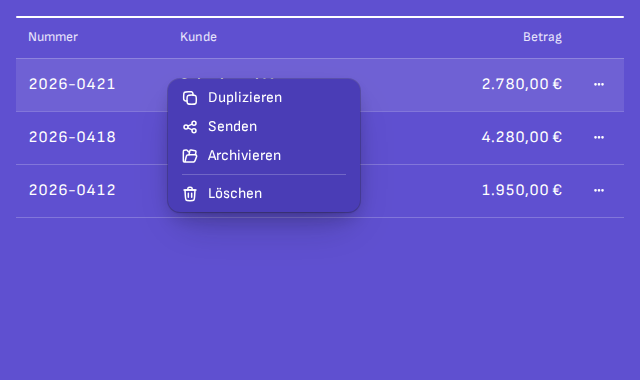 Nummer Kunde Betrag
2026-0421 2.780,00 €
Duplizieren
Senden
2026-0418 4.280,00 €
Archivieren
2026-0412 1.950,00 €
Löschen